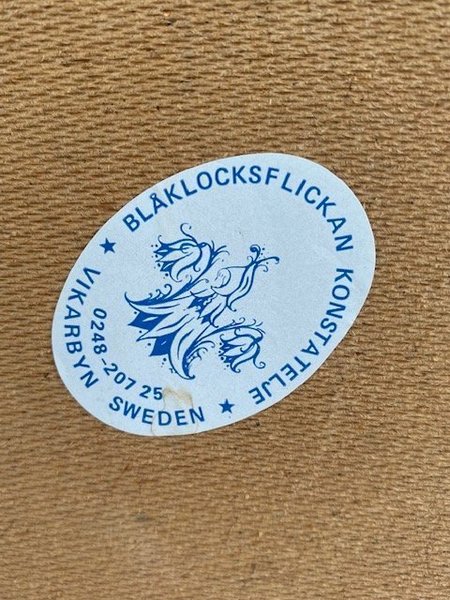 ★ BLÅKLOCKSFLICKAN KONSTATELJE ★
VIKARBYN SWEDEN
0248-207 25